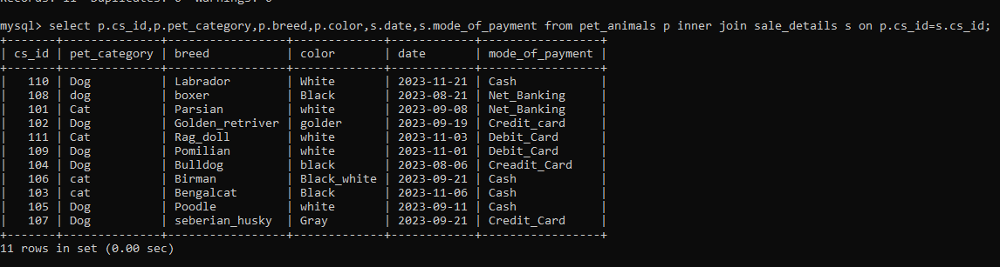 Records: 11  Duplicates: 0  Warnings: 0
mysql> select p.cs_id,p.pet_category,p.breed,p.color,s.date,s.mode_of_payment from pet_animals p inner join sale_details s on p.cs_id=s.cs_id;
+-------+--------------+-----------------+-------------+------------+-----------------+
| cs_id | pet_category | breed           | color       | date       | mode_of_payment |
+-------+--------------+-----------------+-------------+------------+-----------------+
|   110 | Dog          | Labrador        | White       | 2023-11-21 | Cash            |
|   108 | dog          | boxer           | Black       | 2023-08-21 | Net_Banking     |
|   101 | Cat          | Parsian         | white       | 2023-09-08 | Net_Banking     |
|   102 | Dog          | Golden_retriver | golder      | 2023-09-19 | Credit_card     |
|   111 | Cat          | Rag_doll        | white       | 2023-11-03 | Debit_Card      |
|   109 | Dog          | Pomilian        | white       | 2023-11-01 | Debit_Card      |
|   104 | Dog          | Bulldog         | black       | 2023-08-06 | Creadit_Card    |
|   106 | cat          | Birman          | Black_white | 2023-09-21 | Cash            |
|   103 | cat          | Bengalcat       | Black       | 2023-11-06 | Cash            |
|   105 | Dog          | Poodle          | white       | 2023-09-11 | Cash            |
|   107 | Dog          | seberian_husky  | Gray        | 2023-09-21 | Credit_Card     |
+-------+--------------+-----------------+-------------+------------+-----------------+
11 rows in set (0.00 sec)